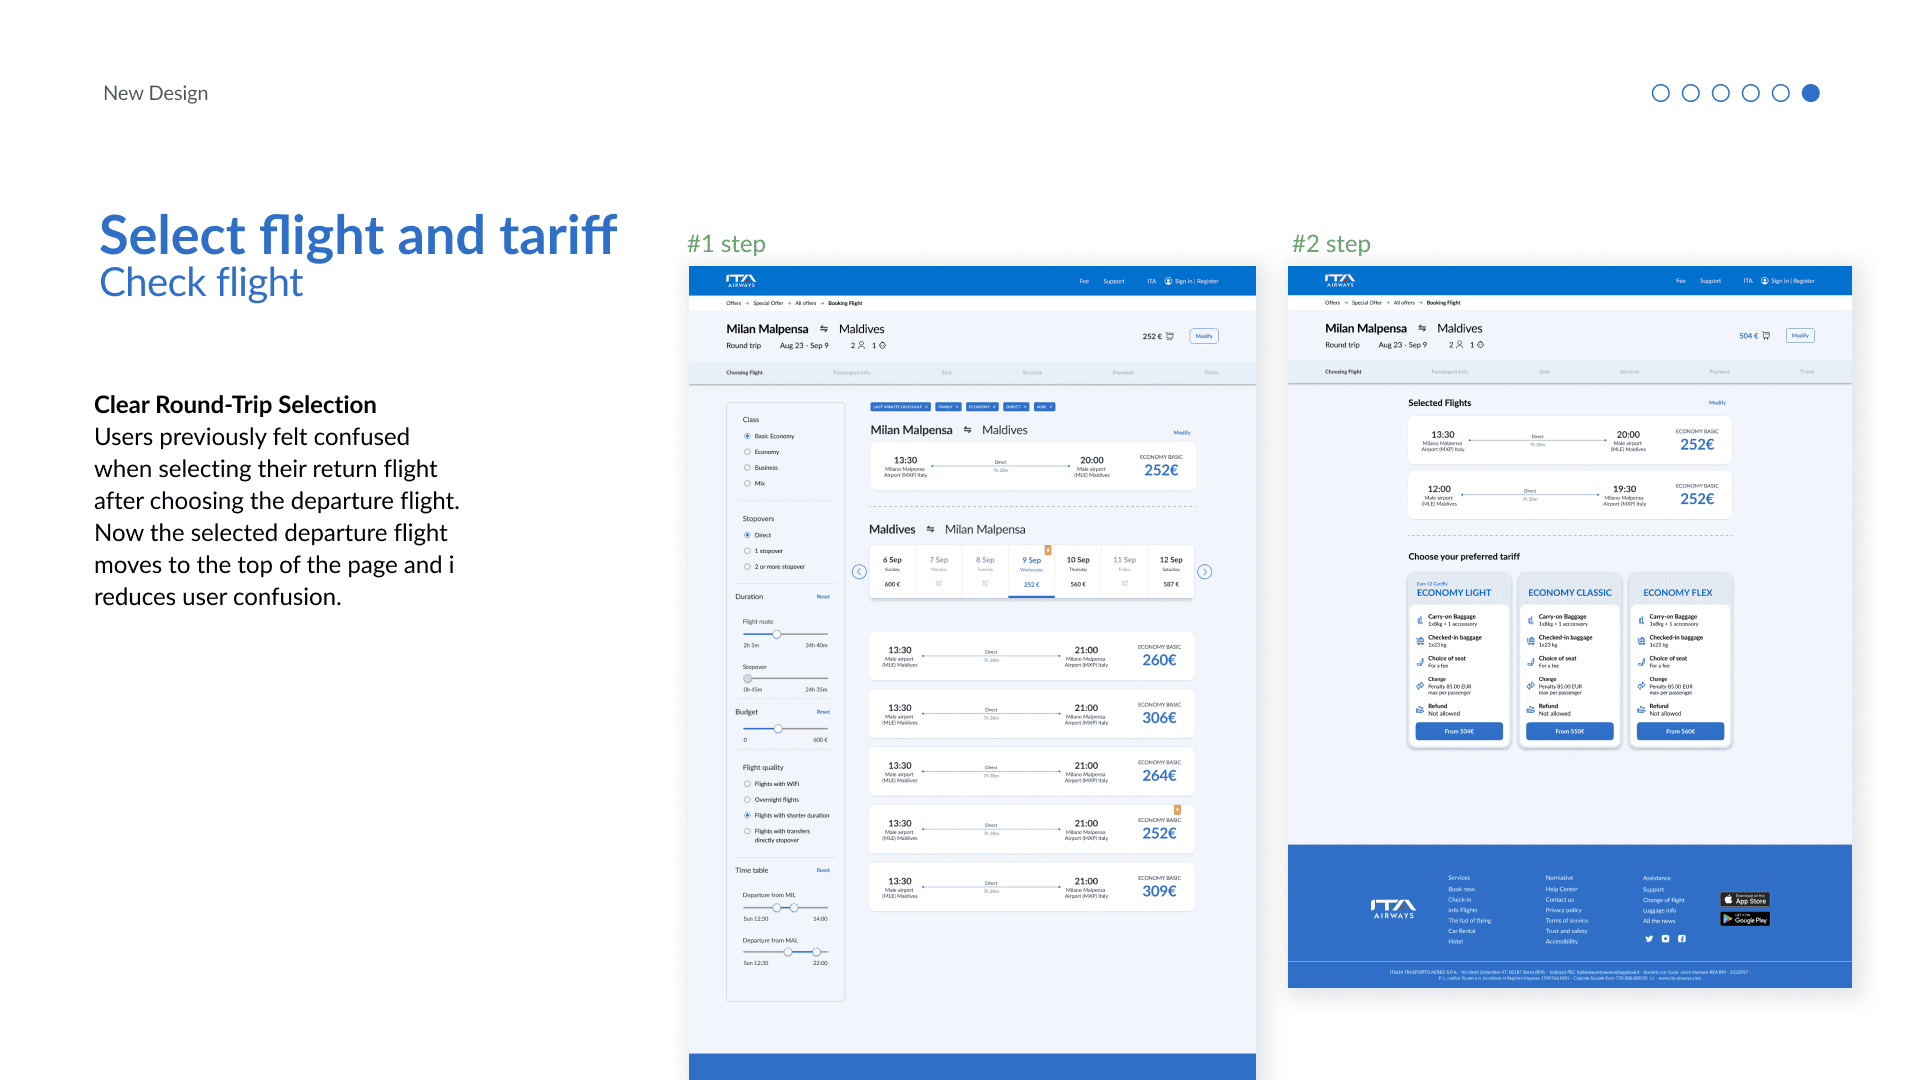 New Design
Select flight and tariff
Check flight
Clear Round-Trip Selection
Users previously felt confused
when selecting their return flight
after choosing the departure flight.
Now the selected departure flight
moves to the top of the page and i
reduces user confusion.
#1 step
ITA
AIRWAYS
Fee Support ITA Sign in | Register
Offers → Special Offer → All offers → Booking Flight
Milan Malpensa ⇋ Maldives
Round trip Aug 23 - Sep 9 2 1
252 €
Modify
Choosing Flight Passengers Info. Seat Services Payment Ticket
Class
Basic Economy
Economy
Business
Mix
Stopovers
Direct
1 stopover
2 or more stopover
Duration Reset
Flight route
2h 5m 34h 40m
Stopover
0h 45m 24h 35m
Budget Reset
0 600 €
Flight quality
Flights with WiFi
Overnight flights
Flights with shorter duration
Flights with transfers
directly stopover
Time table Reset
Departure from MIL
Sun 12:30 14:00
Departure from MAL
Sun 12:30 22:00
LAST MINUTE DISCOUNT × FAMILY × ECONOMY × DIRECT ×
Milan Malpensa ⇋ Maldives
Modify
13:30 Direct 20:00 ECONOMY BASIC
Milano Malpensa 7h 30m Male airport 252€
Airport (MXP) Italy (MLE) Maldives
Maldives ⇋ Milan Malpensa
6 Sep 7 Sep 8 Sep 9 Sep 10 Sep 11 Sep 12 Sep
Sunday Monday Tuesday Wednesday Thursday Friday Saturday
600 € 252 € 560 € 587 €
13:30 Direct 21:00 ECONOMY BASIC
Male airport 7h 30m Milano Malpensa 260€
(MLE) Maldives Airport (MXP) Italy
13:30 Direct 21:00 ECONOMY BASIC
Male airport 7h 30m Milano Malpensa 306€
(MLE) Maldives Airport (MXP) Italy
13:30 Direct 21:00 ECONOMY BASIC
Male airport 7h 30m Milano Malpensa 264€
(MLE) Maldives Airport (MXP) Italy
13:30 Direct 21:00 ECONOMY BASIC
Male airport 7h 30m Milano Malpensa 252€
(MLE) Maldives Airport (MXP) Italy
13:30 Direct 21:00 ECONOMY BASIC
Male airport 7h 30m Milano Malpensa 309€
(MLE) Maldives Airport (MXP) Italy
#2 step
ITA
AIRWAYS
Fee Support ITA Sign in | Register
Offers → Special Offer → All offers → Booking Flight
Milan Malpensa ⇋ Maldives
Round trip Aug 23 - Sep 9 2 1
504 €
Modify
Choosing Flight Passengers Info. Seat Services Payment Ticket
Selected Flights Modify
13:30 Direct 20:00 ECONOMY BASIC
Milano Malpensa 7h 30m Male airport 252€
Airport (MXP) Italy (MLE) Maldives
12:00 Direct 19:30 ECONOMY BASIC
Male airport 7h 30m Milano Malpensa 252€
(MLE) Maldives Airport (MXP) Italy
Choose your preferred tariff
ECONOMY LIGHT
Carry-on Baggage
1x8kg + 1 acccessory
Checked-in baggage
1x23 kg
Choice of seat
For a fee
Change
Penalty 85.00 EUR
max per passenger
Refund
Not allowed
From 504€
ECONOMY CLASSIC
Carry-on Baggage
1x8kg + 1 acccessory
Checked-in baggage
1x23 kg
Choice of seat
For a fee
Change
Penalty 85.00 EUR
max per passenger
Refund
Not allowed
From 550€
ECONOMY FLEX
Carry-on Baggage
1x8kg + 1 acccessory
Checked-in baggage
1x23 kg
Choice of seat
For a fee
Change
Penalty 85.00 EUR
max per passenger
Refund
Not allowed
From 560€
ITA
AIRWAYS
Services
Book now
Check-in
Info Flights
The fad of flying
Car Rental
Hotel
Normative
Help Center
Contact us
Privacy policy
Terms of service
Trust and safety
Accessibility
Assistance
Support
Change of flight
Luggage info
All the news
Download on the
App Store
GET IT ON
Google Play